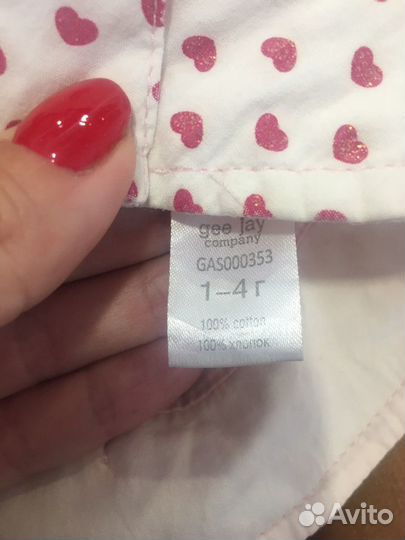 gee jay
company
GAS000353
1-4 г
100% cotton
100% хлопок
Avito